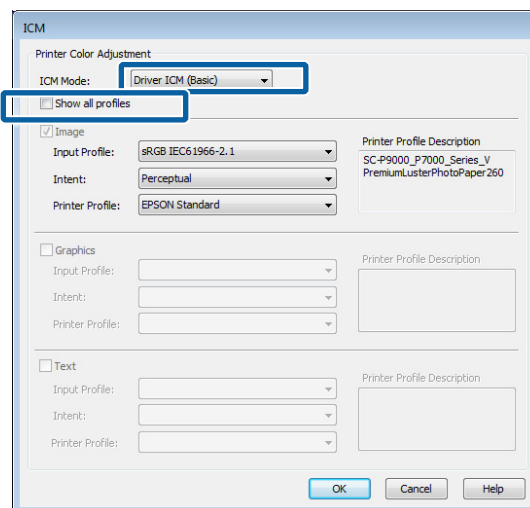 ICM
Printer Color Adjustment
ICM Mode: Driver ICM (Basic)
Show all profiles
Image
Input Profile: sRGB IEC61966-2.1
Intent: Perceptual
Printer Profile: EPSON Standard
Printer Profile Description
SC-P9000_P7000_Series_V
PremiumLusterPhotoPaper260
Graphics
Input Profile:
Intent:
Printer Profile:
Printer Profile Description
Text
Input Profile:
Intent:
Printer Profile:
Printer Profile Description
OK Cancel Help